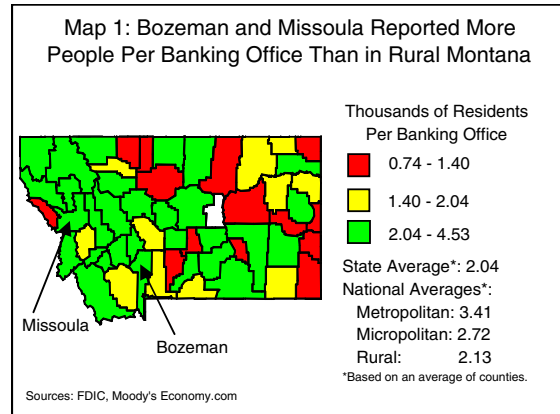 Map 1: Bozeman and Missoula Reported More
People Per Banking Office Than in Rural Montana
Thousands of Residents
Per Banking Office
0.74 - 1.40
1.40 - 2.04
2.04 - 4.53
State Average*: 2.04
National Averages*:
Metropolitan: 3.41
Micropolitan: 2.72
Rural: 2.13
*Based on an average of counties.
Missoula
Bozeman
Sources: FDIC, Moody's Economy.com